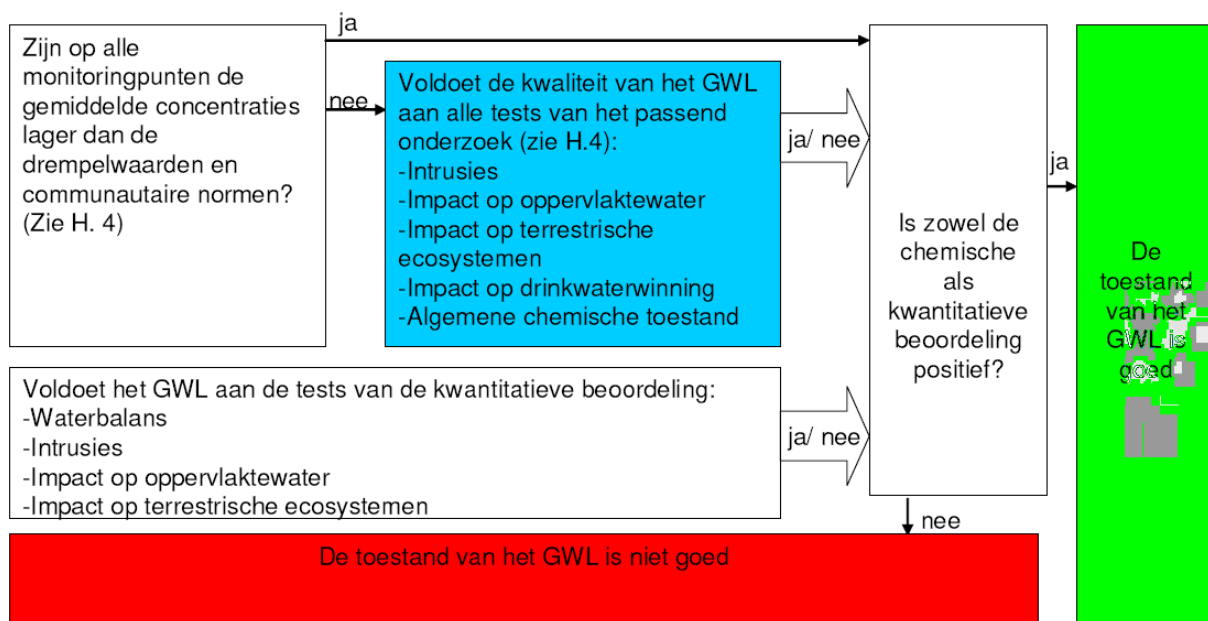 Zijn op alle
monitoringpunten de
gemiddelde concentraties
lager dan de
drempelwaarden en
communautaire normen?
(Zie H. 4)
ja
nee
Voldoet de kwaliteit van het GWL
aan alle tests van het passend
onderzoek (zie H.4):
-Intrusies
-Impact op oppervlaktewater
-Impact op terrestrische
ecosystemen
-Impact op drinkwaterwinning
-Algemene chemische toestand
ja/ nee
Voldoet het GWL aan de tests van de kwantitatieve beoordeling:
-Waterbalans
-Intrusies
-Impact op oppervlaktewater
-Impact op terrestrische ecosystemen
ja/ nee
Is zowel de
chemische
als
kwantitatieve
beoordeling
positief?
ja
De
toestand
van het
GWL is
goed
nee
De toestand van het GWL is niet goed